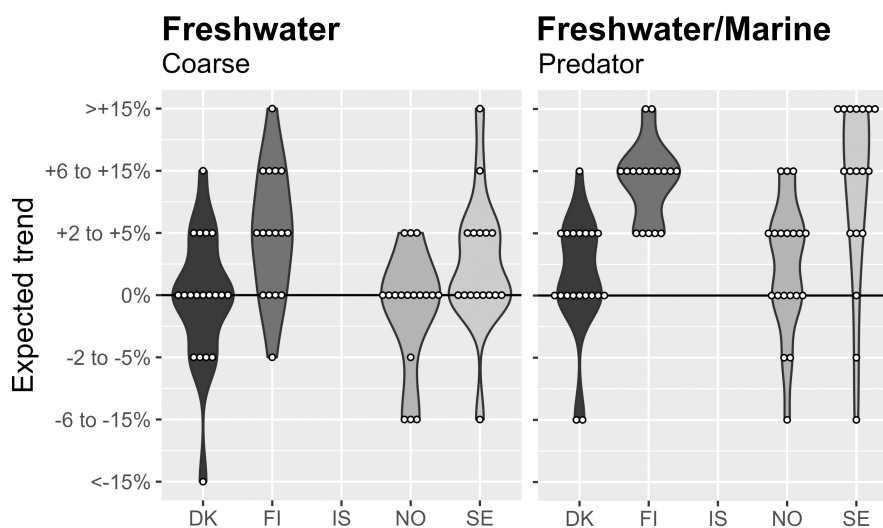 Freshwater
Freshwater/Marine
Coarse
Predator
Expected trend
>+15%
+6 to +15%
+2 to +5%
0%
-2 to -5%
-6 to -15%
<-15%
DK FI IS NO SE
DK FI IS NO SE